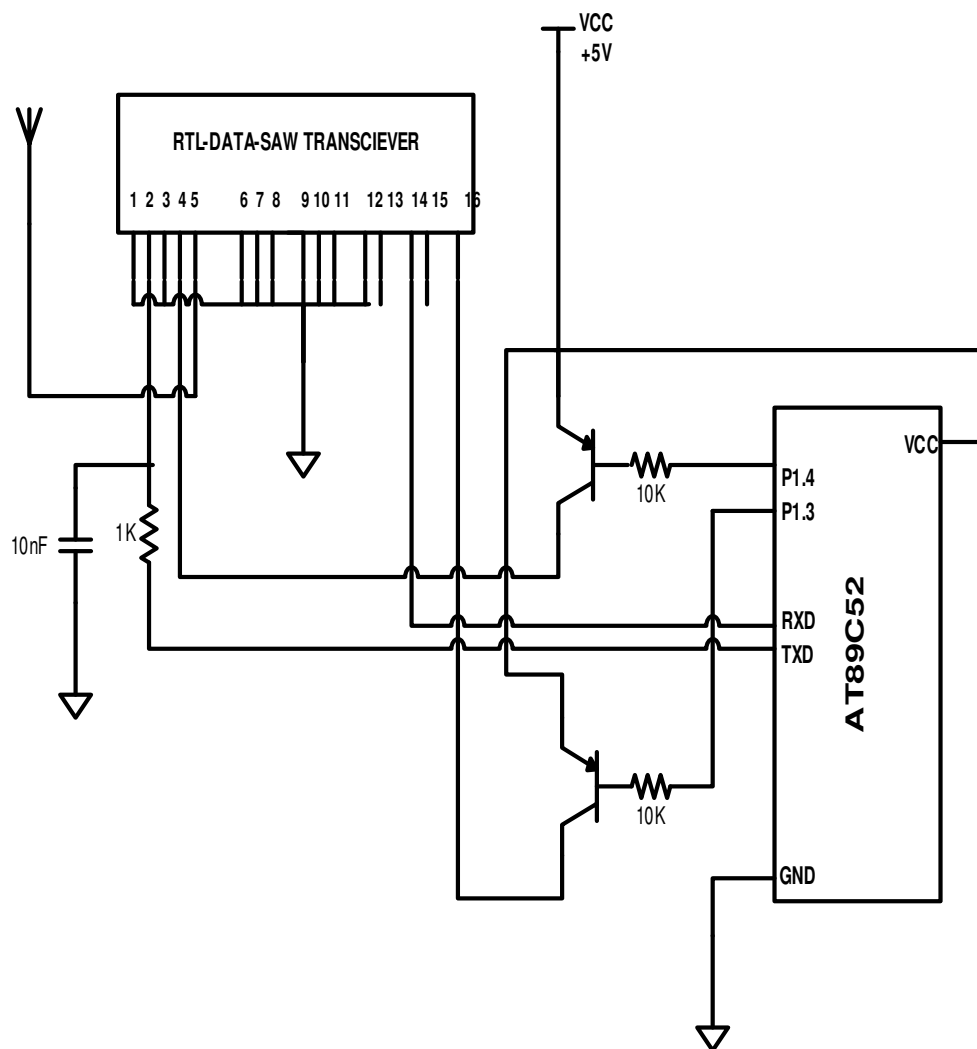 VCC
+5V
RTL-DATA-SAW TRANSCIEVER
1 2 3 4 5 6 7 8 9 10 11 12 13 14 15 16
VCC
P1.4
10K
P1.3
1K
10nF
RXD
TXD
AT89C52
10K
GND